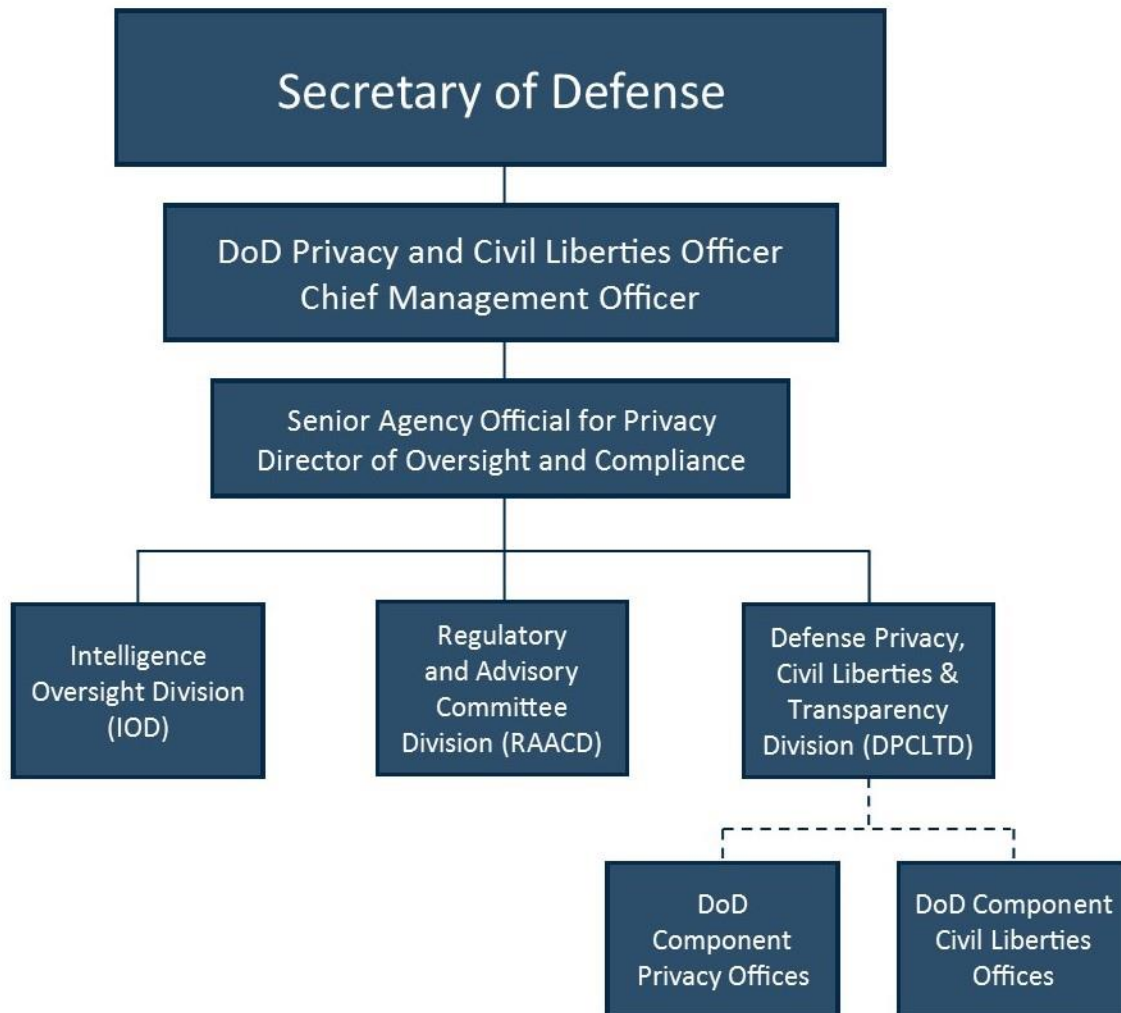 Secretary of Defense
DoD Privacy and Civil Liberties Officer
Chief Management Officer
Senior Agency Official for Privacy
Director of Oversight and Compliance
Intelligence
Oversight Division
(IOD)
Regulatory
and Advisory
Committee
Division (RAACD)
Defense Privacy,
Civil Liberties &
Transparency
Division (DPCLTD)
DoD
Component
Privacy Offices
DoD Component
Civil Liberties
Offices